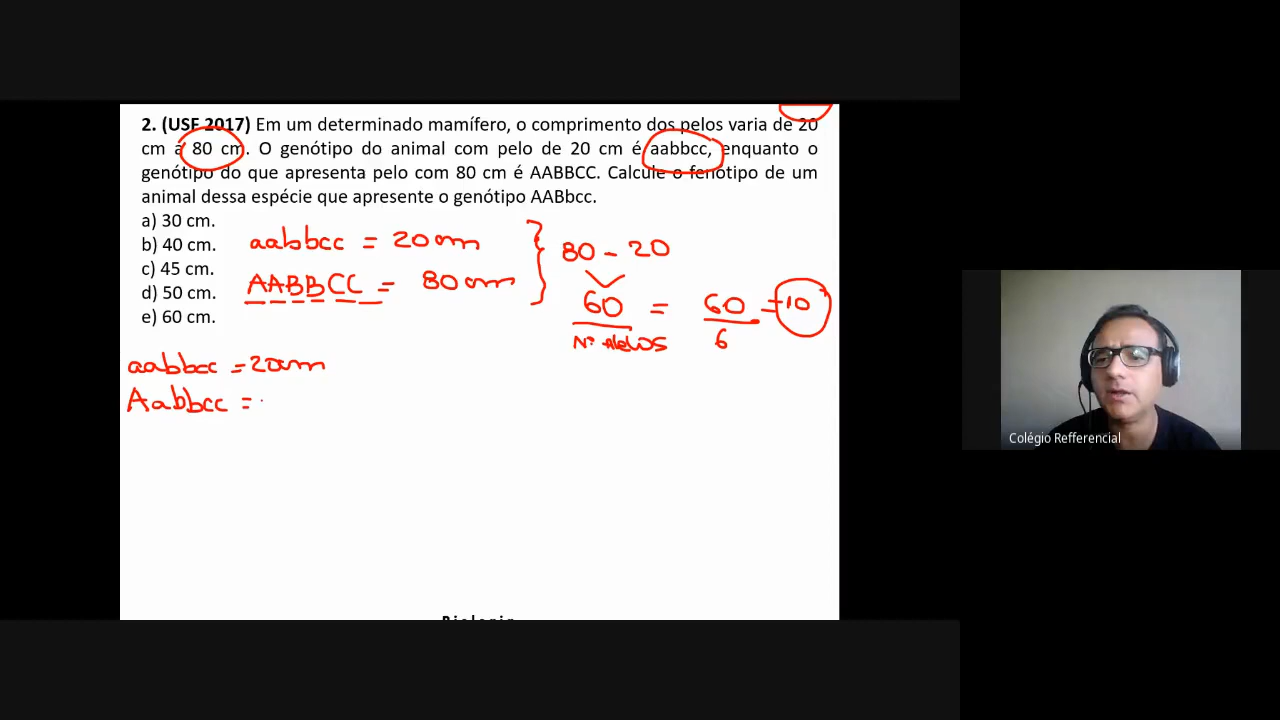 2. (USF 2017) Em um determinado mamífero, o comprimento dos pelos varia de 20
cm a 80 cm. O genótipo do animal com pelo de 20 cm é aabbcc, enquanto o
genótipo do que apresenta pelo com 80 cm é AABBCC. Calcule o fenótipo de um
animal dessa espécie que apresente o genótipo AABbcc.
a) 30 cm.
b) 40 cm.
c) 45 cm.
d) 50 cm.
e) 60 cm.
aabbcc = 20cm
AABBCC = 80cm
80 - 20
60 = 60 = 10
Nº alelos 6
aabbcc = 20cm
Aabbcc =
Colégio Refferencial